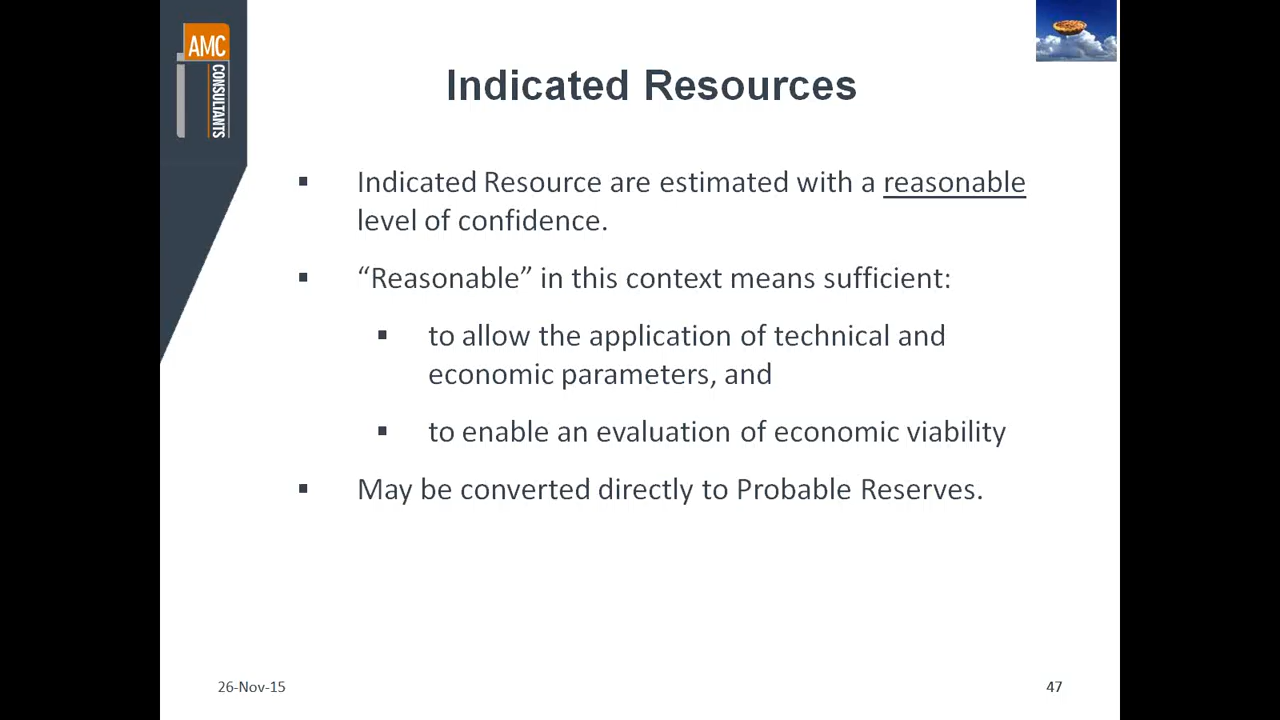 AMC
CONSULTANTS
Indicated Resources
▪ Indicated Resource are estimated with a reasonable
level of confidence.
▪ “Reasonable” in this context means sufficient:
▪ to allow the application of technical and
economic parameters, and
▪ to enable an evaluation of economic viability
▪ May be converted directly to Probable Reserves.
26-Nov-15
47